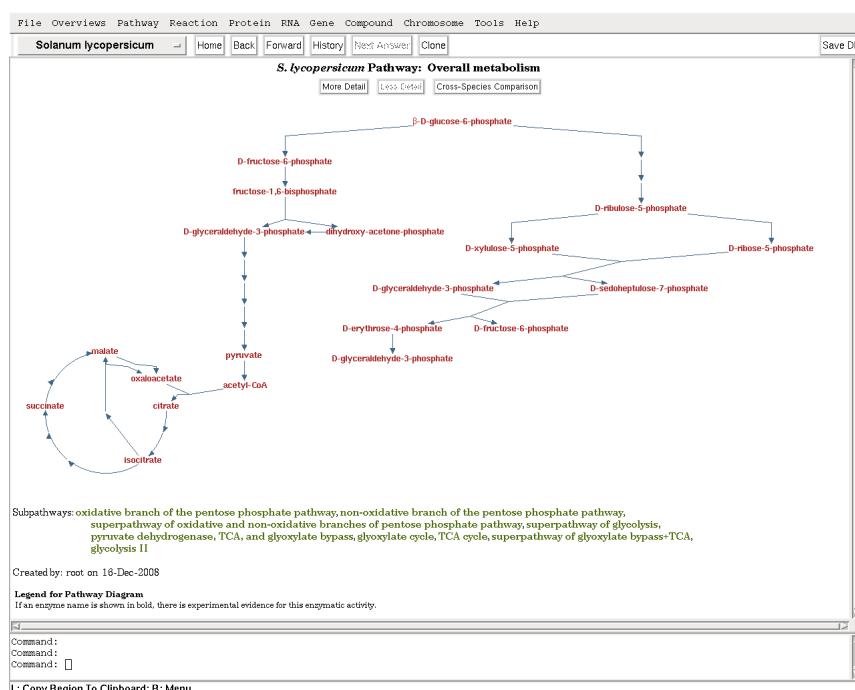 File Overviews Pathway Reaction Protein RNA Gene Compound Chromosome Tools Help
Solanum lycopersicum Home Back Forward History Next Answer Clone Save
S. lycopersicum Pathway: Overall metabolism
More Detail Less Detail Cross-Species Comparison
β-D-glucose-6-phosphate
D-fructose-6-phosphate
fructose-1,6-bisphosphate
D-ribulose-5-phosphate
D-glyceraldehyde-3-phosphate dihydroxy-acetone-phosphate
D-xylulose-5-phosphate D-ribose-5-phosphate
D-glyceraldehyde-3-phosphate D-sedoheptulose-7-phosphate
D-erythrose-4-phosphate D-fructose-6-phosphate
malate pyruvate D-glyceraldehyde-3-phosphate
oxaloacetate acetyl-CoA
succinate citrate
isocitrate
Subpathways: oxidative branch of the pentose phosphate pathway, non-oxidative branch of the pentose phosphate pathway,
superpathway of oxidative and non-oxidative branches of pentose phosphate pathway, superpathway of glycolysis,
pyruvate dehydrogenase, TCA, and glyoxylate bypass, glyoxylate cycle, TCA cycle, superpathway of glyoxylate bypass+TCA,
glycolysis II
Created by: root on 16-Dec-2008
Legend for Pathway Diagram
If an enzyme name is shown in bold, there is experimental evidence for this enzymatic activity.
Command:
Command:
Command:
L: Copy Region To Clipboard; R: Menu